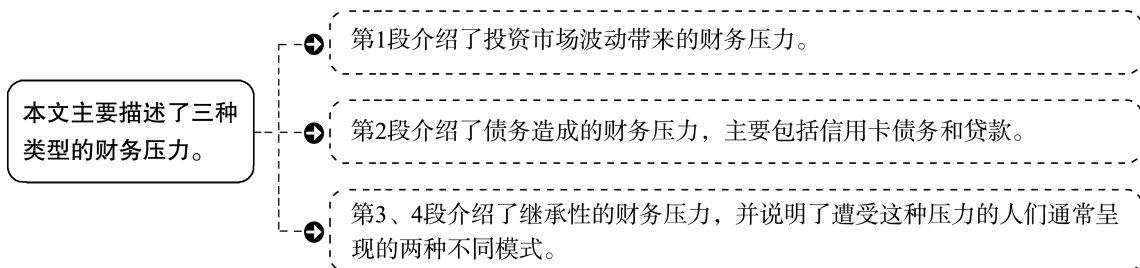 本文主要描述了三种
类型的财务压力。
第1段介绍了投资市场波动带来的财务压力。
第2段介绍了债务造成的财务压力，主要包括信用卡债务和贷款。
第3、4段介绍了继承性的财务压力，并说明了遭受这种压力的人们通常呈
现的两种不同模式。